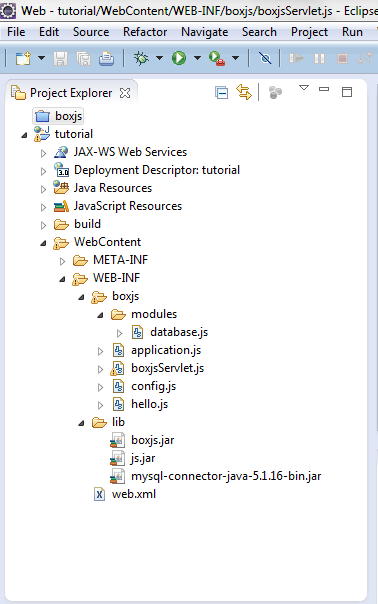 Web - tutorial/WebContent/WEB-INF/boxjs/boxjsServlet.js - Eclipse
File Edit Source Refactor Navigate Search Project Run
Project Explorer
boxjs
tutorial
JAX-WS Web Services
3.0 Deployment Descriptor: tutorial
Java Resources
JavaScript Resources
build
WebContent
META-INF
WEB-INF
boxjs
modules
database.js
application.js
boxjsServlet.js
config.js
hello.js
lib
boxjs.jar
js.jar
mysql-connector-java-5.1.16-bin.jar
web.xml